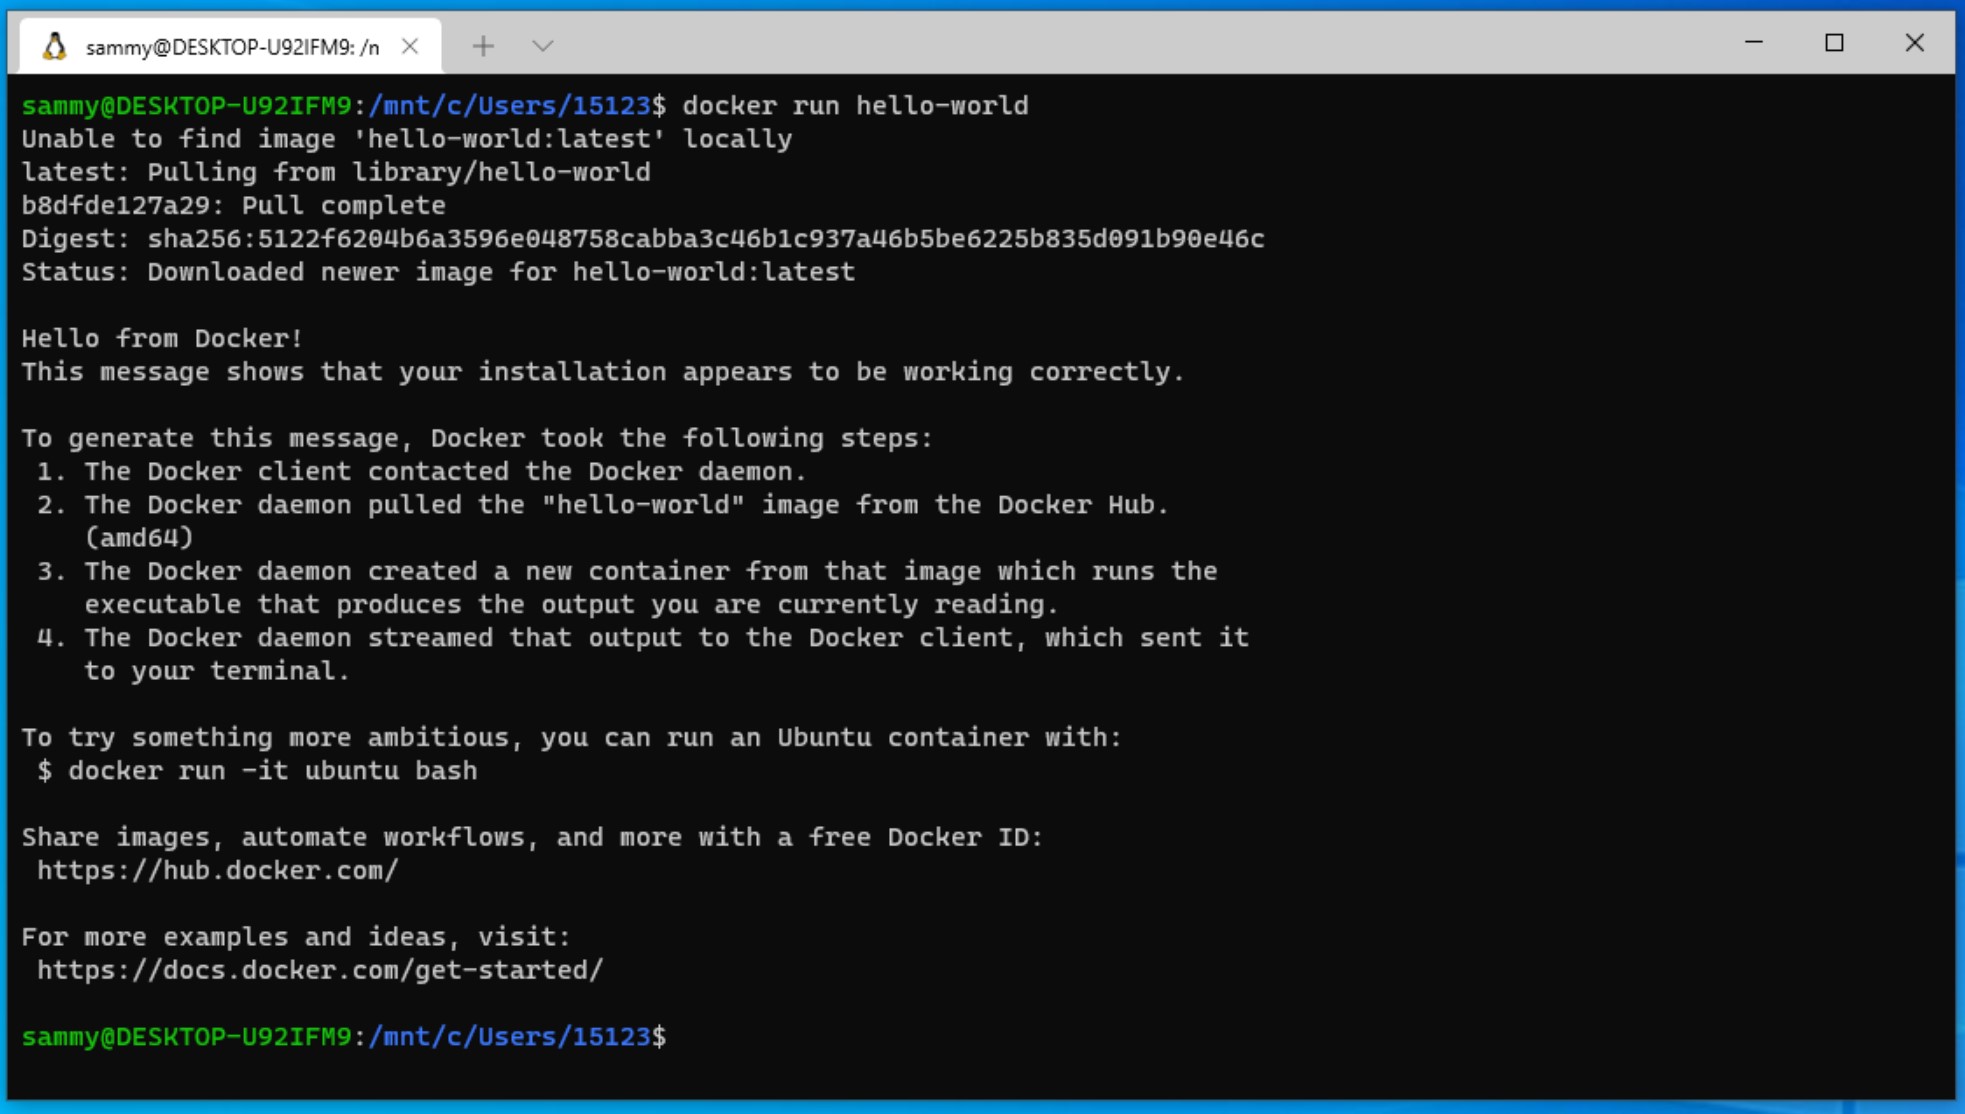 sammy@DESKTOP-U92IFM9: /n
sammy@DESKTOP-U92IFM9:/mnt/c/Users/15123$ docker run hello-world
Unable to find image 'hello-world:latest' locally
latest: Pulling from library/hello-world
b8dfde127a29: Pull complete
Digest: sha256:5122f6204b6a3596e048758cabba3c46b1c937a46b5be6225b835d091b90e46c
Status: Downloaded newer image for hello-world:latest

Hello from Docker!
This message shows that your installation appears to be working correctly.

To generate this message, Docker took the following steps:
 1. The Docker client contacted the Docker daemon.
 2. The Docker daemon pulled the "hello-world" image from the Docker Hub.
    (amd64)
 3. The Docker daemon created a new container from that image which runs the
    executable that produces the output you are currently reading.
 4. The Docker daemon streamed that output to the Docker client, which sent it
    to your terminal.

To try something more ambitious, you can run an Ubuntu container with:
 $ docker run -it ubuntu bash

Share images, automate workflows, and more with a free Docker ID:
 https://hub.docker.com/

For more examples and ideas, visit:
 https://docs.docker.com/get-started/

sammy@DESKTOP-U92IFM9:/mnt/c/Users/15123$